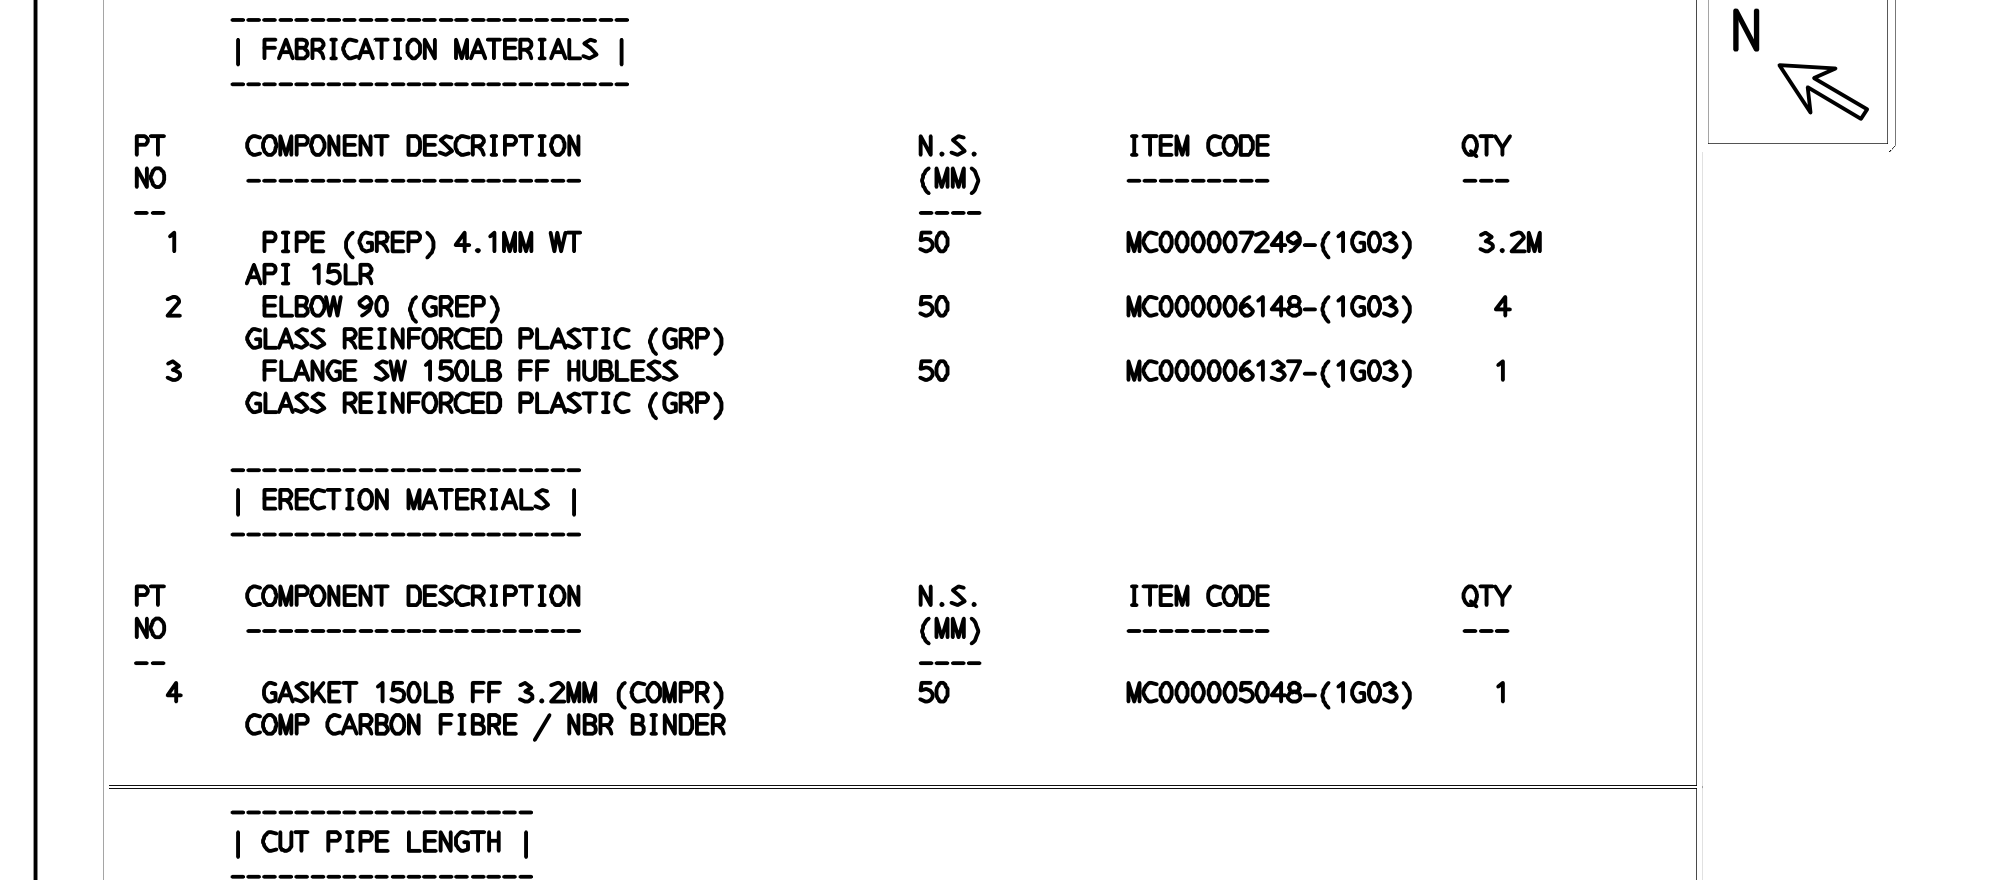 ------------------------- N
| FABRICATION MATERIALS |
-------------------------
PT COMPONENT DESCRIPTION N.S. ITEM CODE QTY
NO --------------------- (MM) --------- ---
-- ----
1 PIPE (GREP) 4.1MM WT 50 MC000007249-(1G03) 3.2M
API 15LR
2 ELBOW 90 (GREP) 50 MC000006148-(1G03) 4
GLASS REINFORCED PLASTIC (GRP)
3 FLANGE SW 150LB FF HUBLESS 50 MC000006137-(1G03) 1
GLASS REINFORCED PLASTIC (GRP)
----------------------
| ERECTION MATERIALS |
----------------------
PT COMPONENT DESCRIPTION N.S. ITEM CODE QTY
NO --------------------- (MM) --------- ---
-- ----
4 GASKET 150LB FF 3.2MM (COMPR) 50 MC000005048-(1G03) 1
COMP CARBON FIBRE / NBR BINDER
-------------------
| CUT PIPE LENGTH |
-------------------